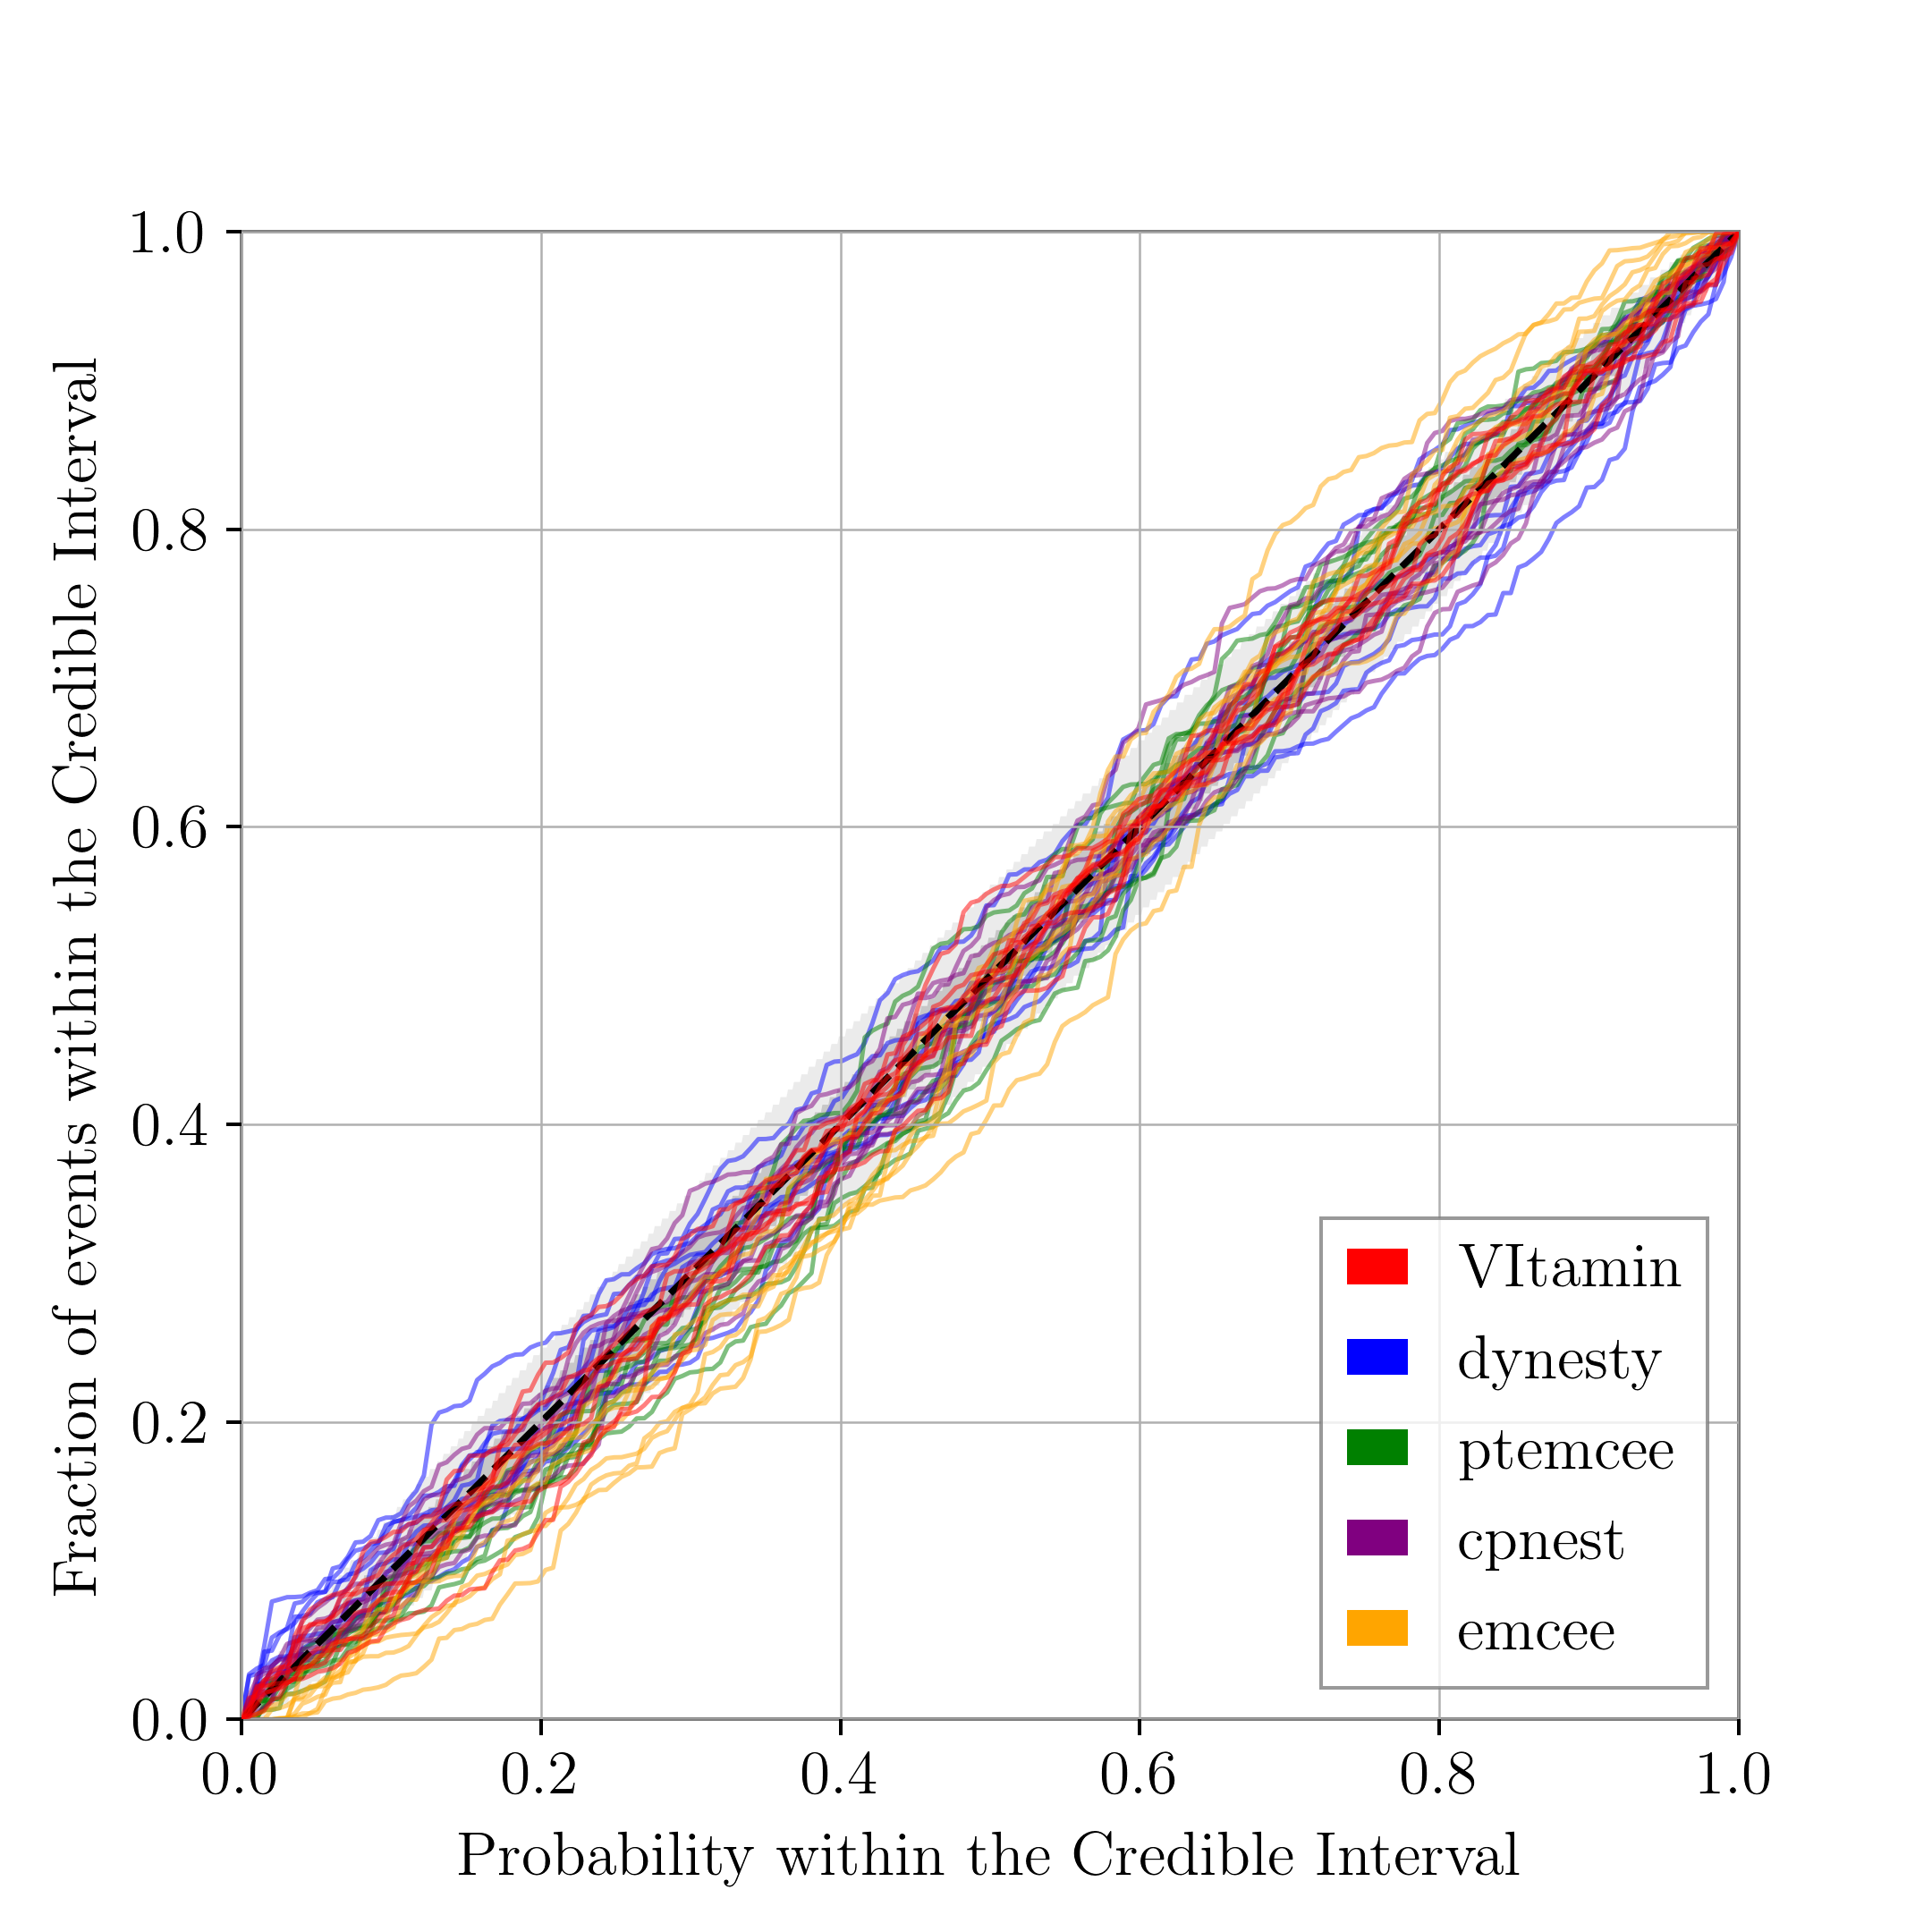 Fraction of events within the Credible Interval
1.0
0.8
0.6
0.4
0.2
0.0
0.0 0.2 0.4 0.6 0.8 1.0
Probability within the Credible Interval
VItamin
dynesty
ptemcee
cpnest
emcee